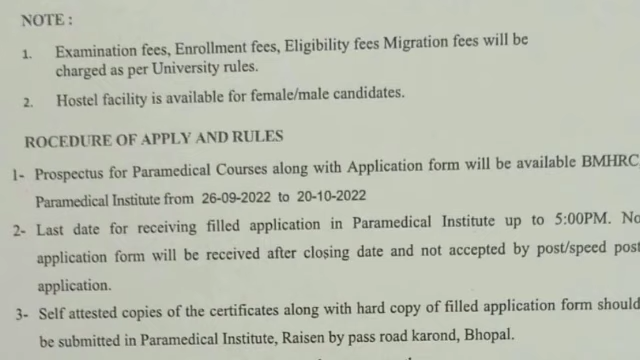 NOTE :
1. Examination fees, Enrollment fees, Eligibility fees Migration fees will be
charged as per University rules.
2. Hostel facility is available for female/male candidates.
ROCEDURE OF APPLY AND RULES
1- Prospectus for Paramedical Courses along with Application form will be available BMHRC,
Paramedical Institute from 26-09-2022 to 20-10-2022
2- Last date for receiving filled application in Paramedical Institute up to 5:00PM. No
application form will be received after closing date and not accepted by post/speed post
application.
3- Self attested copies of the certificates along with hard copy of filled application form should
be submitted in Paramedical Institute, Raisen by pass road karond, Bhopal.